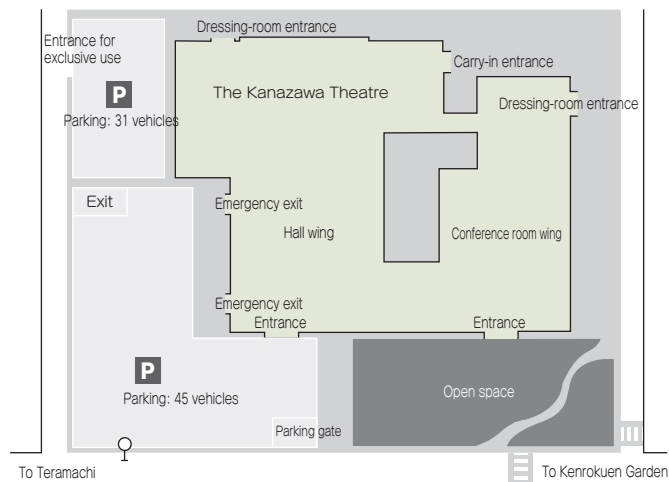 Dressing-room entrance
Entrance for
exclusive use
Carry-in entrance
P
The Kanazawa Theatre
Dressing-room entrance
Parking: 31 vehicles
Exit
Emergency exit
Hall wing
Conference room wing
Emergency exit
Entrance
Entrance
P
Parking: 45 vehicles
Open space
Parking gate
To Teramachi
To Kenrokuen Garden